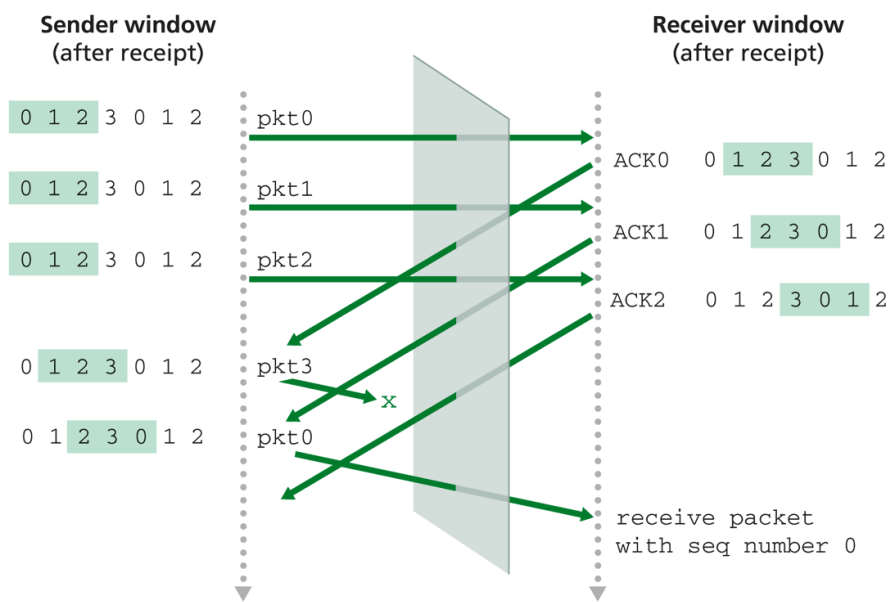 Sender window
(after receipt)
Receiver window
(after receipt)
0 1 2 3 0 1 2
pkt0
ACK0 0 1 2 3 0 1 2
0 1 2 3 0 1 2
pkt1
ACK1 0 1 2 3 0 1 2
0 1 2 3 0 1 2
pkt2
ACK2 0 1 2 3 0 1 2
0 1 2 3 0 1 2
pkt3
x
0 1 2 3 0 1 2
pkt0
receive packet
with seq number 0